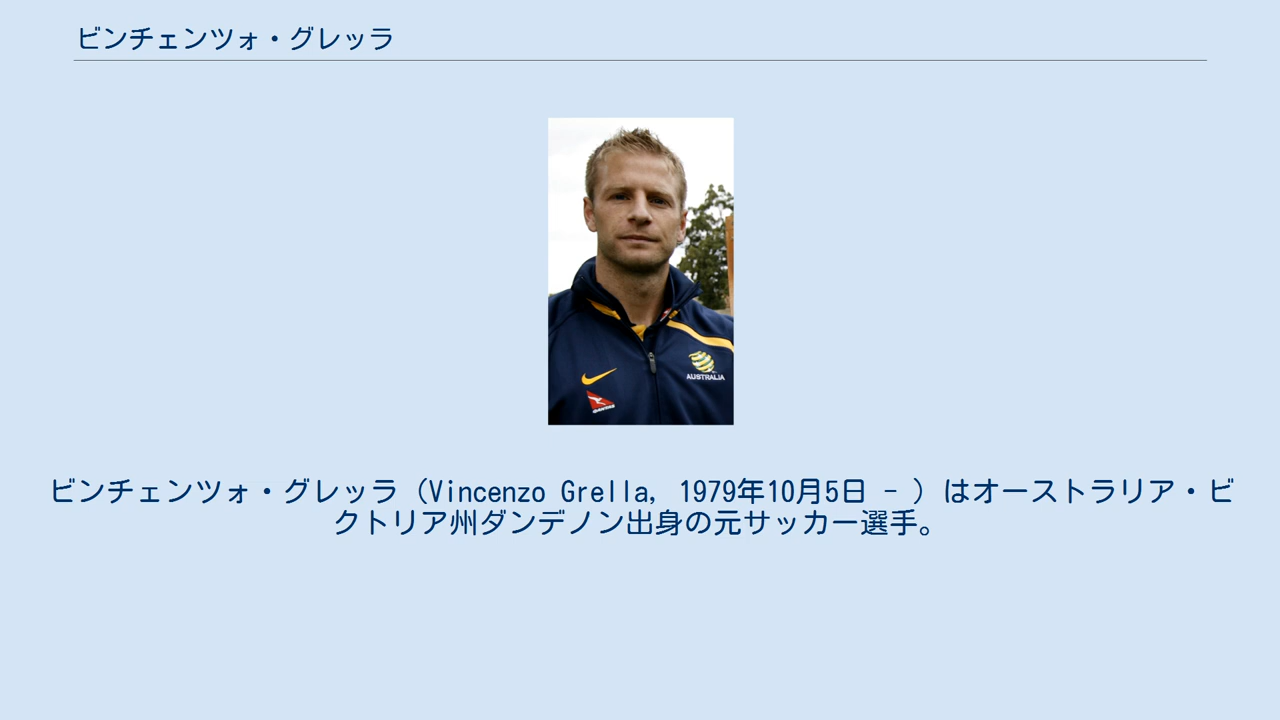 ビンチェンツォ・グレッラ
AUSTRALIA
QANTAS
ビンチェンツォ・グレッラ（Vincenzo Grella, 1979年10月5日 - ）はオーストラリア・ビ
クトリア州ダンデノン出身の元サッカー選手。